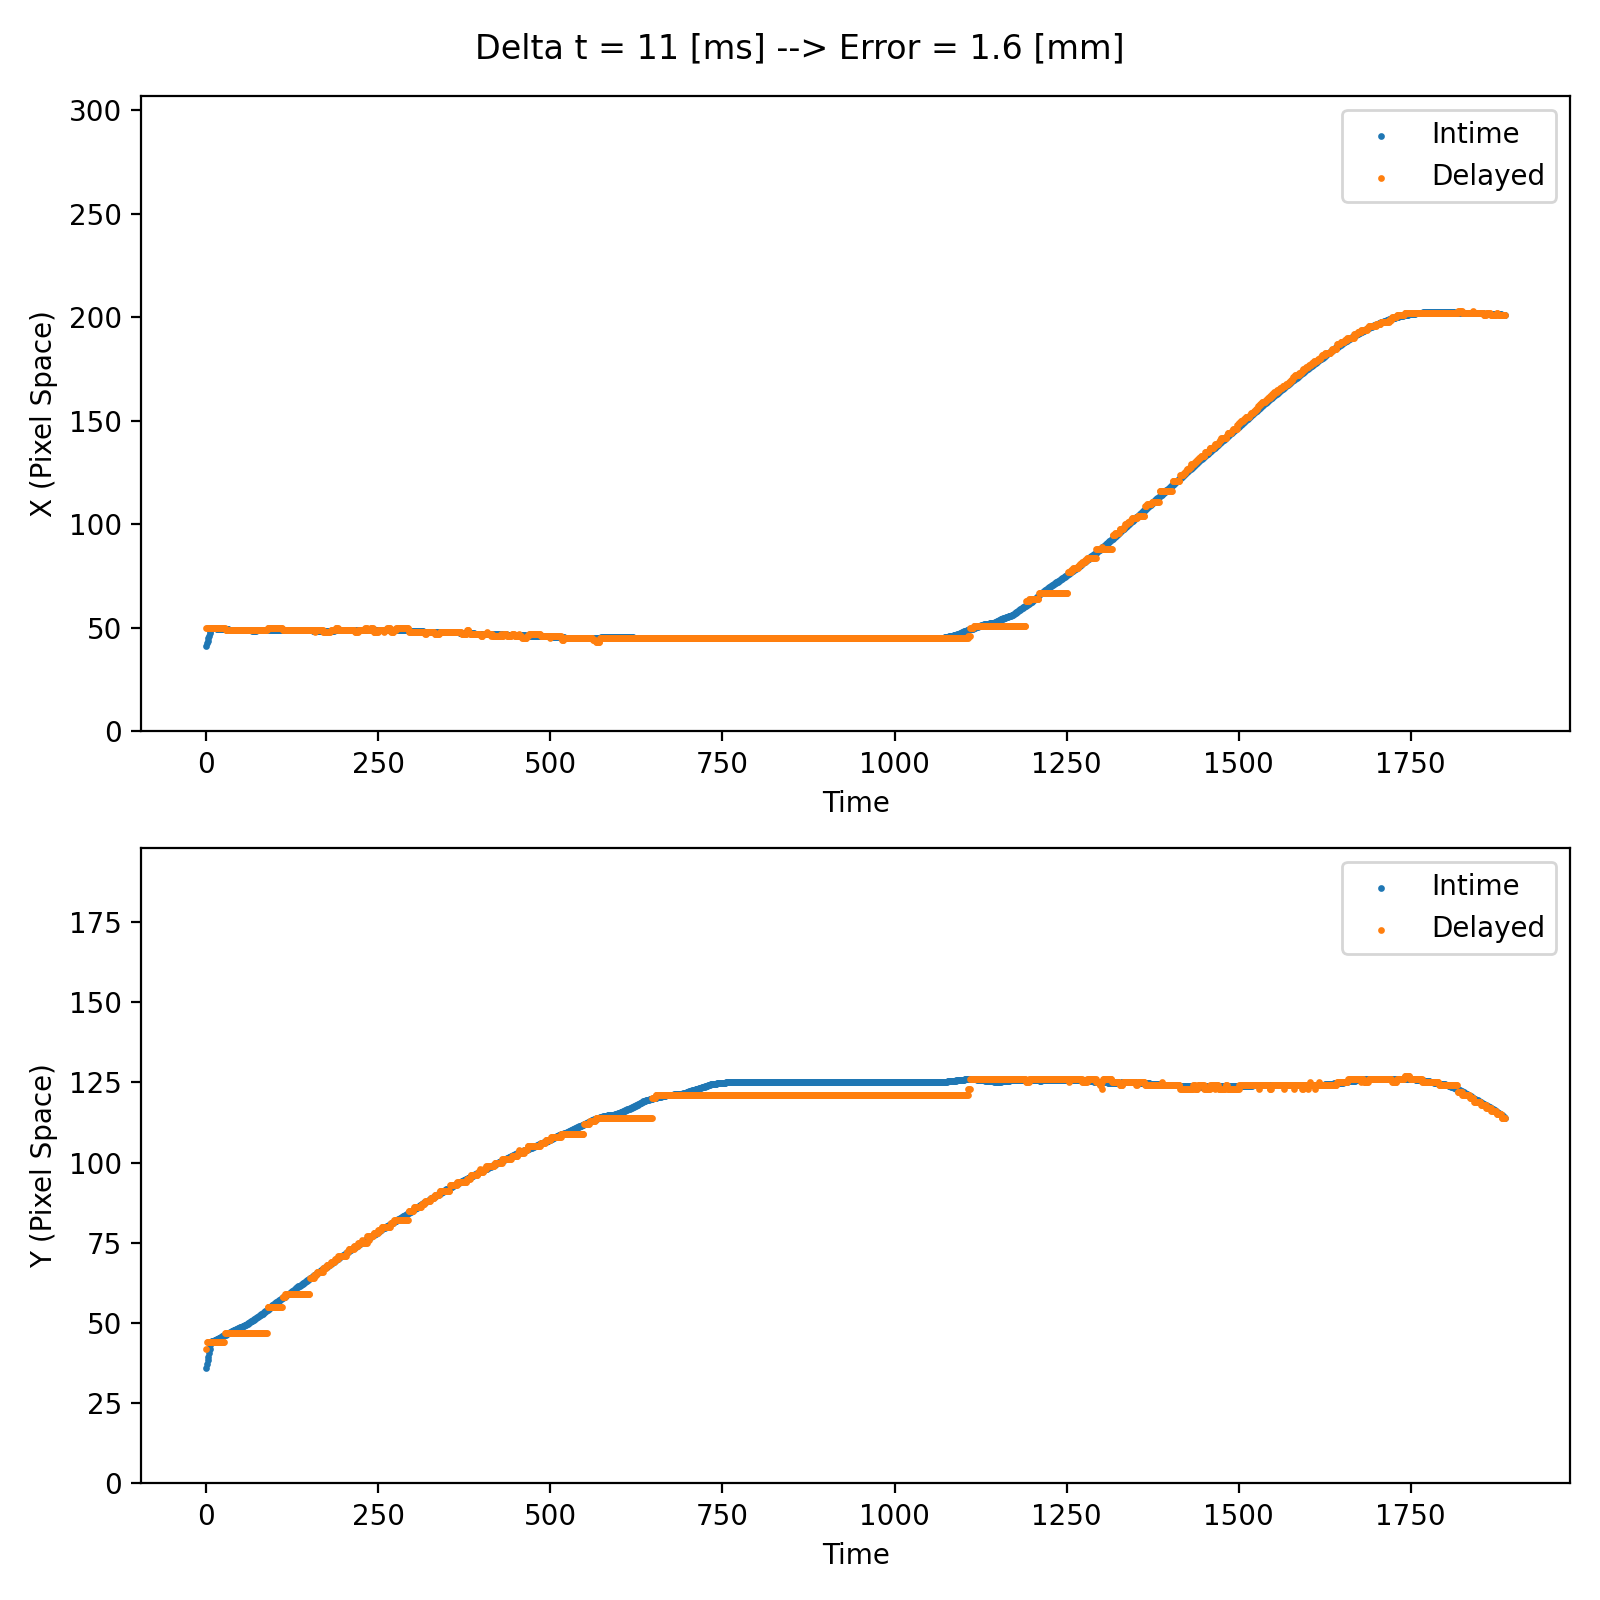 Delta t = 11 [ms] --> Error = 1.6 [mm]
300
250
200
150
100
50
0
X (Pixel Space)
Intime
Delayed
0 250 500 750 1000 1250 1500 1750
Time
175
150
125
100
75
50
25
0
Y (Pixel Space)
Intime
Delayed
0 250 500 750 1000 1250 1500 1750
Time